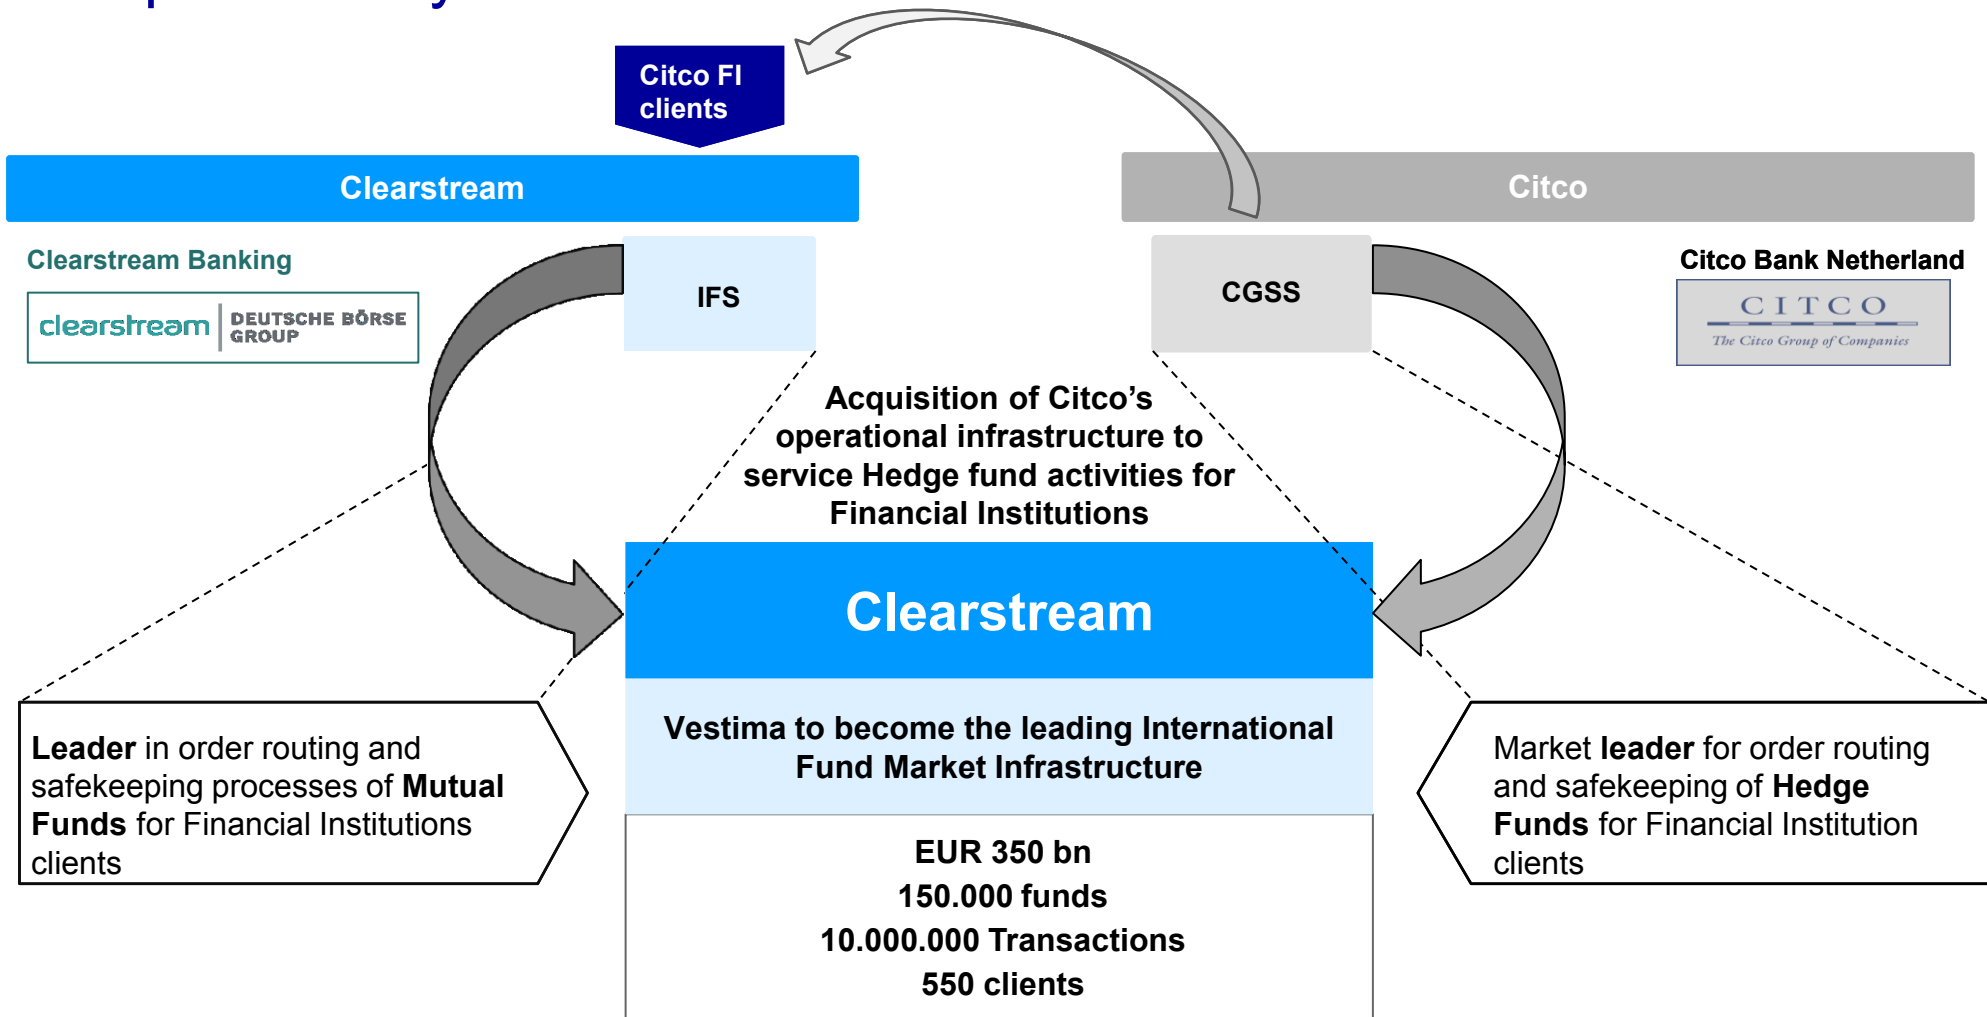 Citco FI
clients
Clearstream
Citco
Clearstream Banking
clearstream
DEUTSCHE BÖRSE
GROUP
IFS
CGSS
Citco Bank Netherland
CITCO
The Citco Group of Companies
Acquisition of Citco’s
operational infrastructure to
service Hedge fund activities for
Financial Institutions
Clearstream
Vestima to become the leading International
Fund Market Infrastructure
Leader in order routing and
safekeeping processes of Mutual
Funds for Financial Institutions
clients
Market leader for order routing
and safekeeping of Hedge
Funds for Financial Institution
clients
EUR 350 bn
150.000 funds
10.000.000 Transactions
550 clients